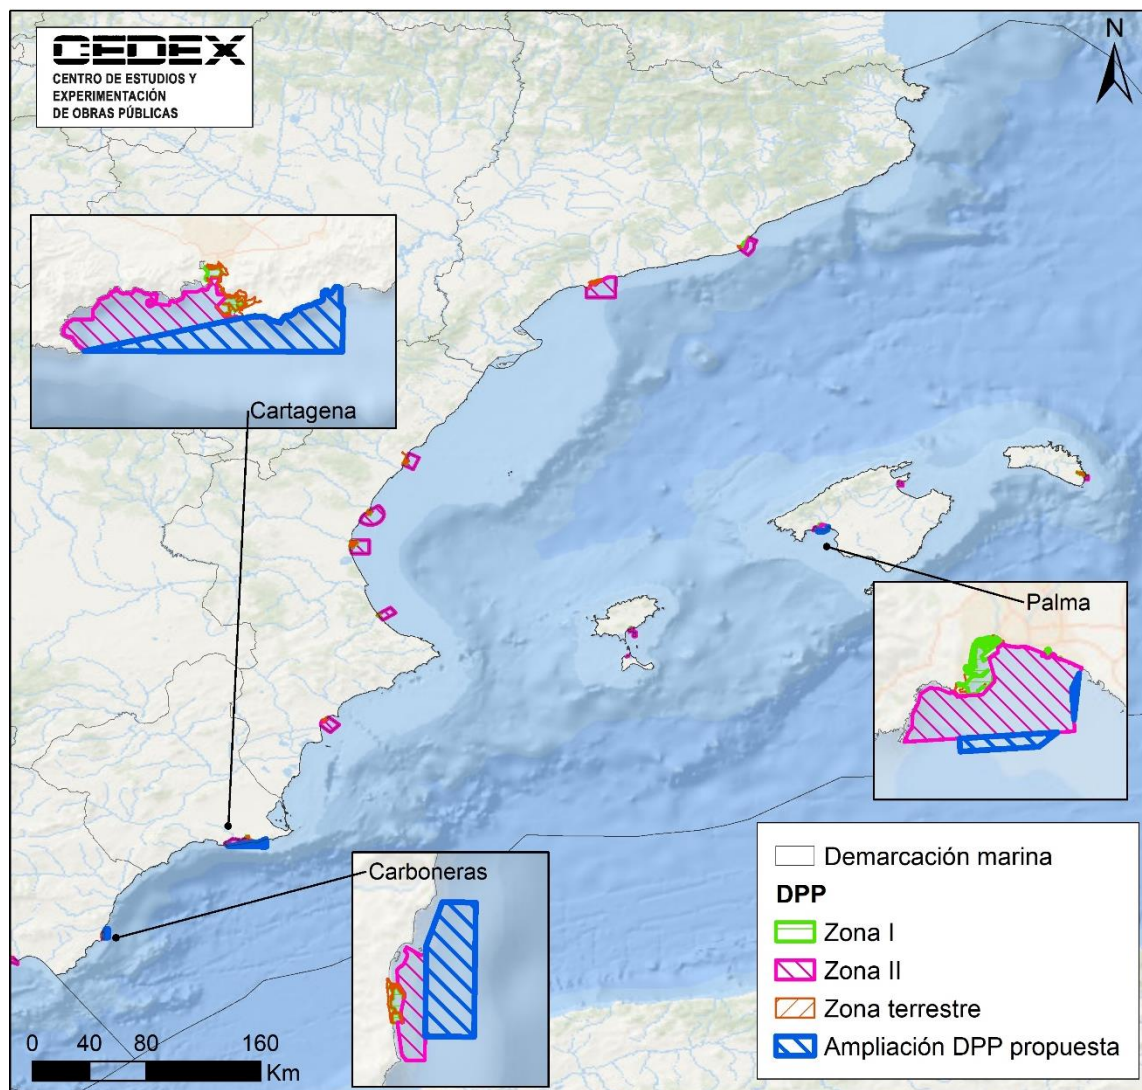 CEDEX
CENTRO DE ESTUDIOS Y
EXPERIMENTACIÓN
DE OBRAS PÚBLICAS
N
Cartagena
Palma
Carboneras
Demarcación marina
DPP
Zona I
Zona II
Zona terrestre
Ampliación DPP propuesta
0 40 80 160
Km